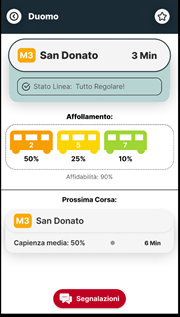 Duomo
M3 San Donato 3 Min
Stato Linea: Tutto Regolare!
Affollamento:
2 5 7
50% 25% 10%
Affidabilità: 90%
Prossima Corsa:
M3 San Donato
Capienza media: 50% 6 Min
Segnalazioni